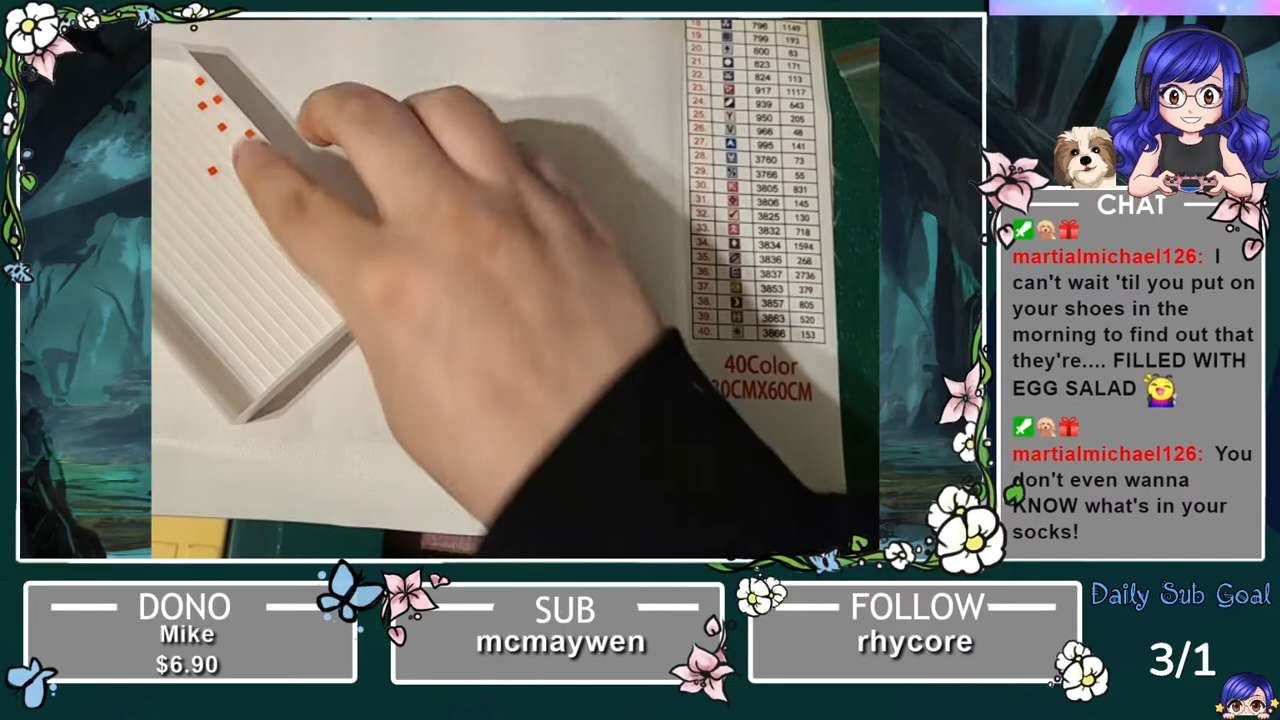 18. 796 1149
19. 799 193
20. 800 83
21. 823 171
22. 824 113
23. 917 1117
24. 939 643
25. Y 950 205
26. V 966 48
27. A 995 141
28. V 3760 73
29. 3766 55
30. K 3805 831
31. 3806 145
32. 3825 130
33. 3832 718
34. 3834 1594
35. 3836 268
36. E 3837 2736
37. 3853 379
38. 3857 805
39. H 3863 520
40. 3866 153
40Color
CMX60CM
CHAT
martialmichael126: I
can't wait 'til you put on
your shoes in the
morning to find out that
they're.... FILLED WITH
EGG SALAD
martialmichael126: You
don't even wanna
KNOW what's in your
socks!
DONO
Mike
$6.90
SUB
mcmaywen
FOLLOW
rhycore
Daily Sub Goal
3/1